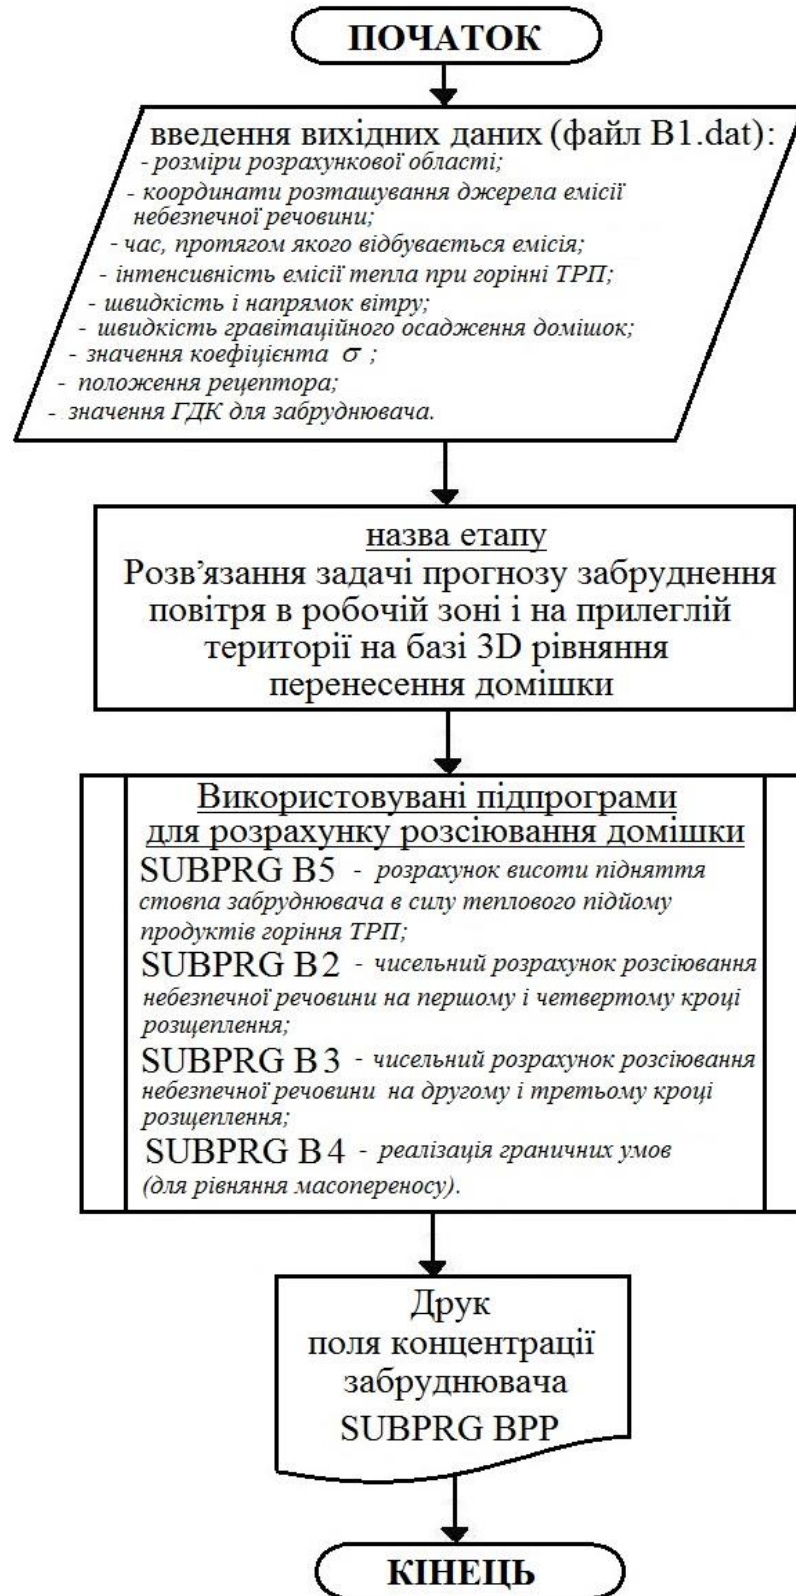 ПОЧАТОК
введення вихідних даних (файл B1.dat):
- розміри розрахункової області;
- координати розташування джерела емісії
небезпечної речовини;
- час, протягом якого відбувається емісія;
- інтенсивність емісії тепла при горінні ТРП;
- швидкість і напрямок вітру;
- швидкість гравітаційного осадження домішок;
- значення коефіцієнта σ ;
- положення рецептора;
- значення ГДК для забруднювача.
назва етапу
Розв’язання задачі прогнозу забруднення
повітря в робочій зоні і на прилеглій
території на базі 3D рівняння
перенесення домішки
Використовувані підпрограми
для розрахунку розсіювання домішки
SUBPRG B5 - розрахунок висоти підняття
стовпа забруднювача в силу теплового підйому
продуктів горіння ТРП;
SUBPRG B 2 - чисельний розрахунок розсіювання
небезпечної речовини на першому і четвертому кроці
розщеплення;
SUBPRG B 3 - чисельний розрахунок розсіювання
небезпечної речовини на другому і третьому кроці
розщеплення;
SUBPRG B 4 - реалізація граничних умов
(для рівняння масопереносу).
Друк
поля концентрації
забруднювача
SUBPRG BPP
КІНЕЦЬ